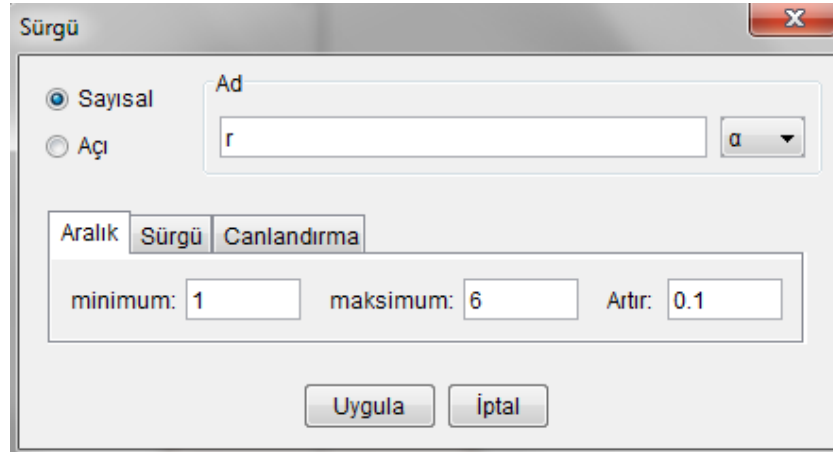 Sürgü
Sayısal
Açı
Ad
r
α
Aralık Sürgü Canlandırma
minimum: 1 maksimum: 6 Artır: 0.1
Uygula İptal